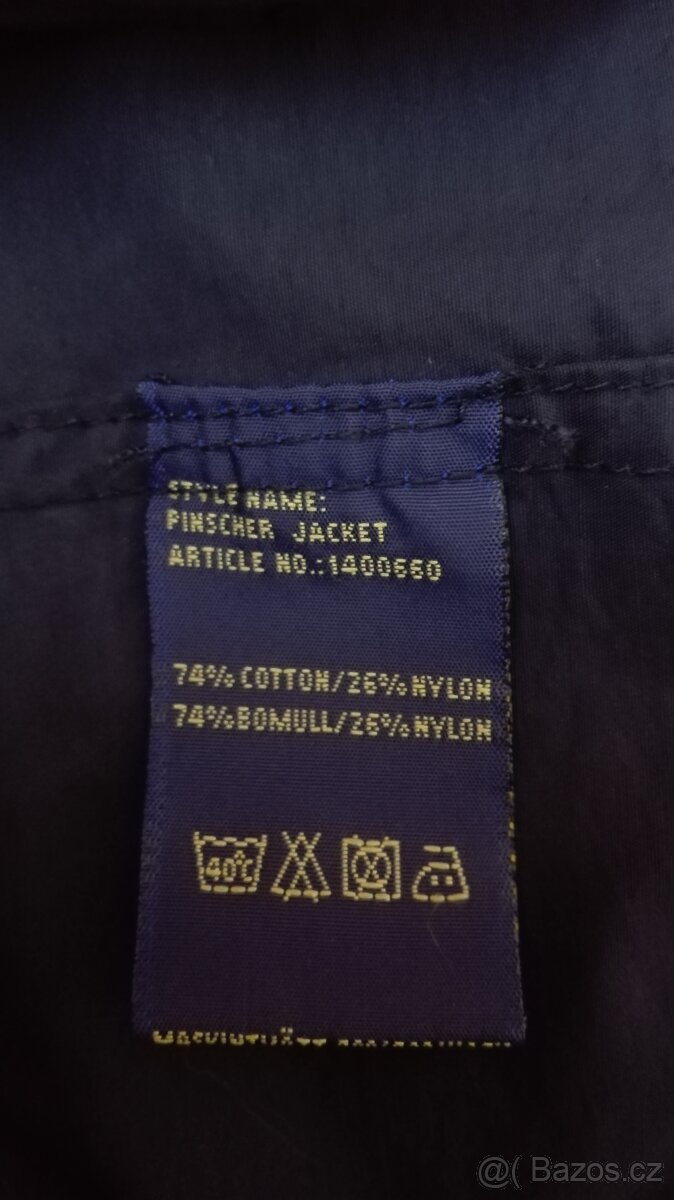 STYLE NAME:
PINSCHER JACKET
ARTICLE NO.:1400660
74% COTTON/26% NYLON
74%BOMULL/26%NYLON
40°C
@( Bazos.cz